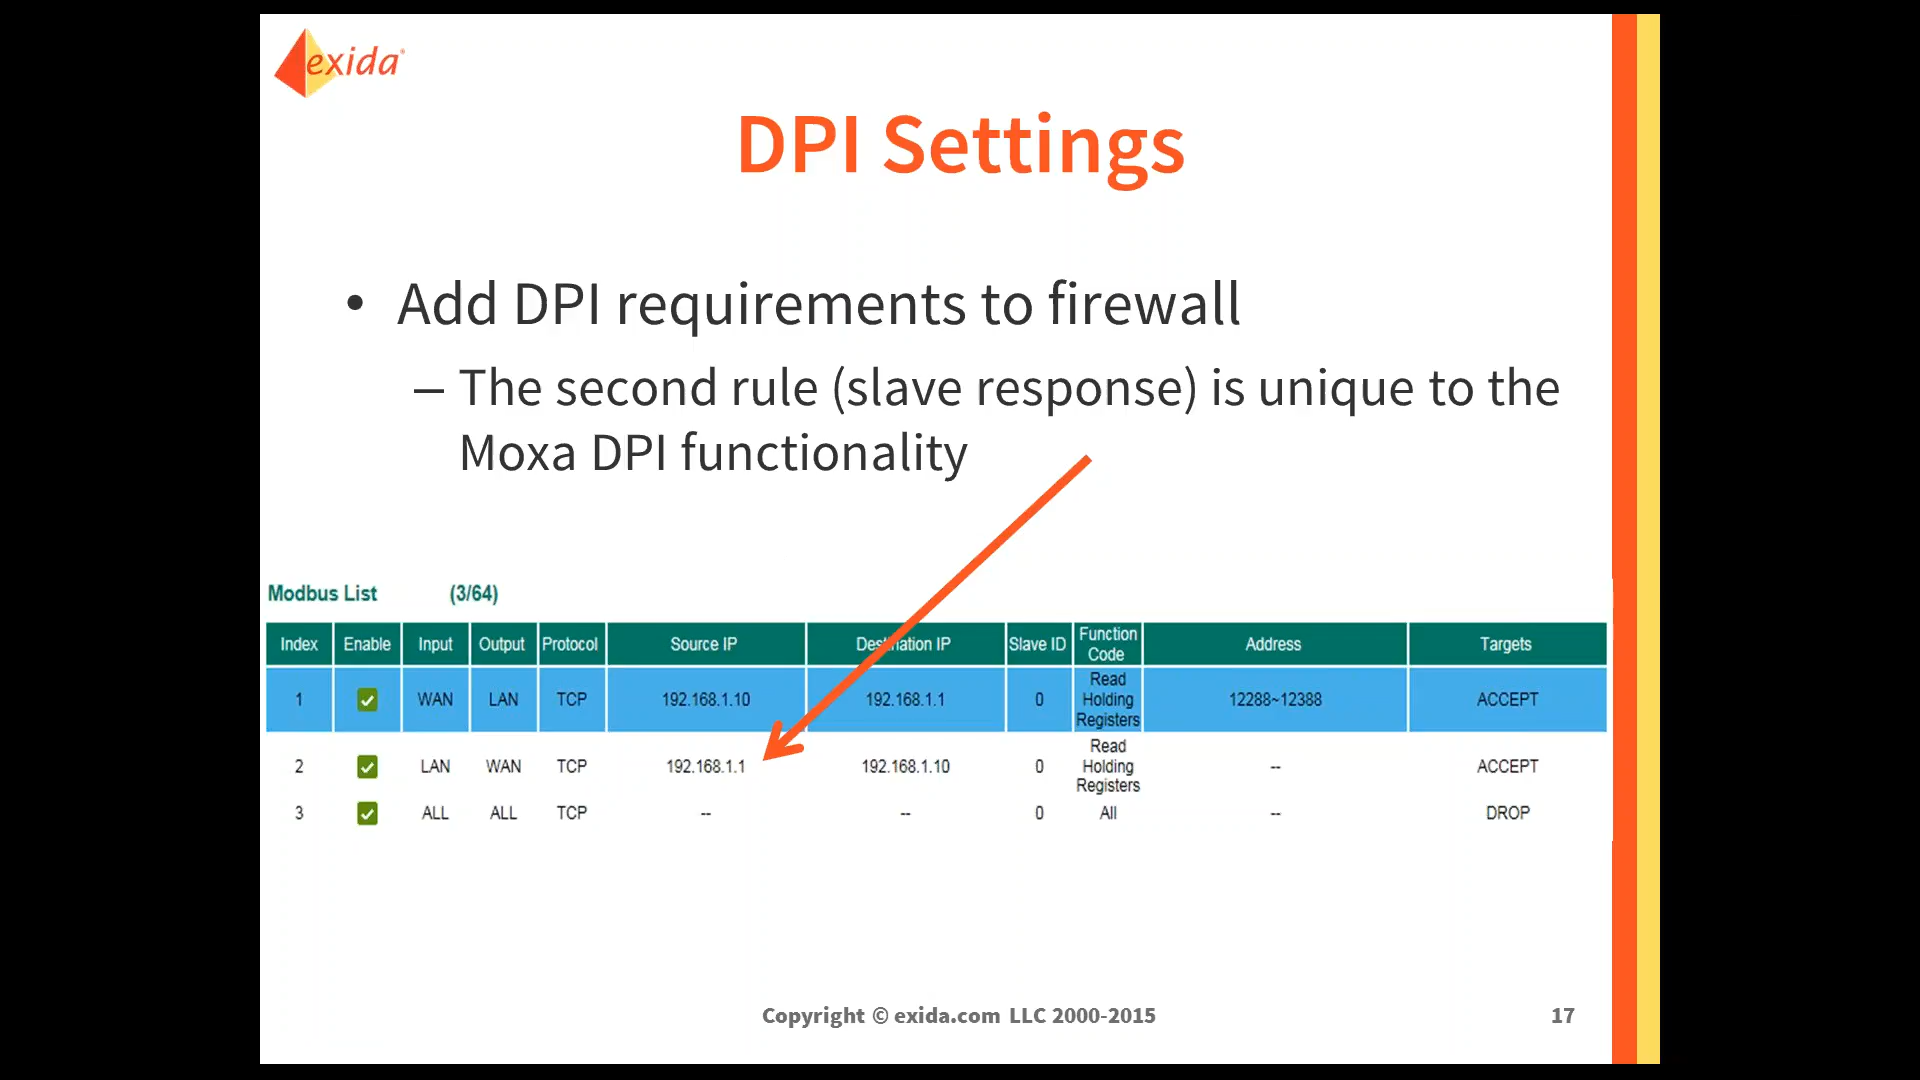 exida
DPI Settings
• Add DPI requirements to firewall
– The second rule (slave response) is unique to the
Moxa DPI functionality
Modbus List (3/64)
Index Enable Input Output Protocol Source IP Destination IP Slave ID Function Code Address Targets
1 WAN LAN TCP 192.168.1.10 192.168.1.1 0 Read Holding Registers 12288~12388 ACCEPT
2 LAN WAN TCP 192.168.1.1 192.168.1.10 0 Read Holding Registers -- ACCEPT
3 ALL ALL TCP -- -- 0 All -- DROP
Copyright © exida.com LLC 2000-2015 17